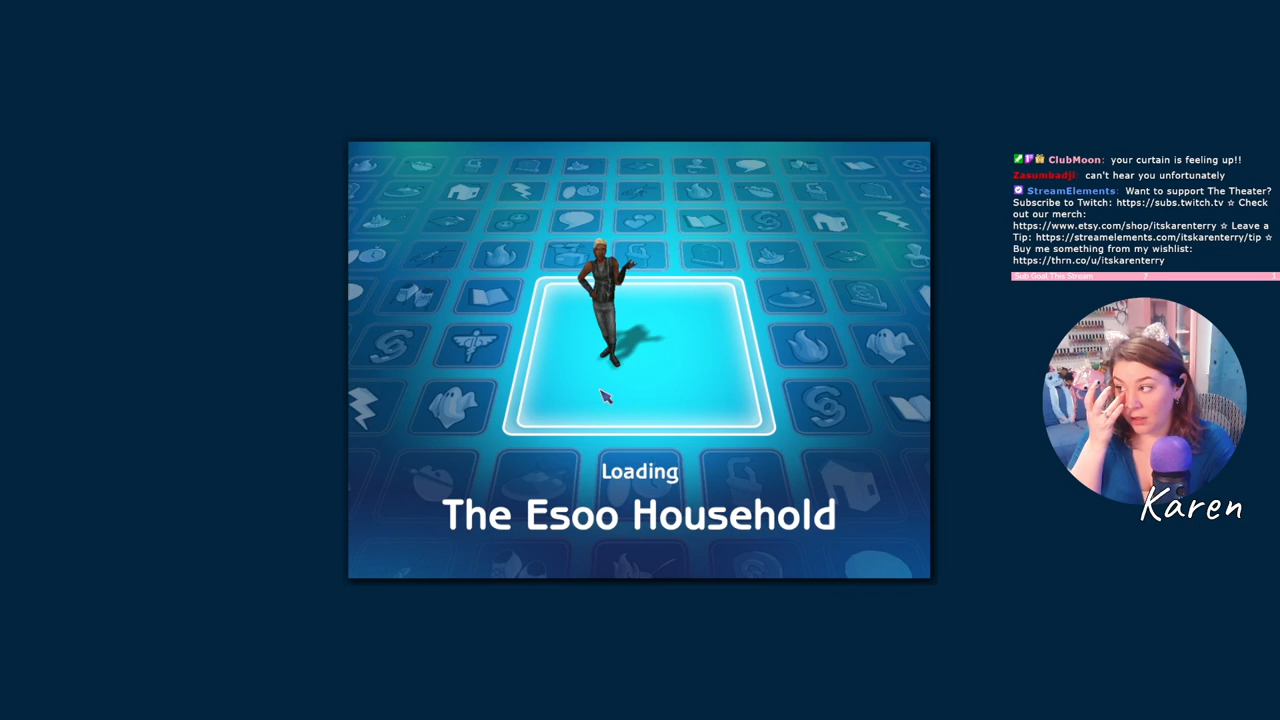 Loading
The Esoo Household
ClubMoon: your curtain is feeling up!!
Zasumbadji: can't hear you unfortunately
StreamElements: Want to support The Theater?
Subscribe to Twitch: https://subs.twitch.tv ☆ Check
out our merch:
https://www.etsy.com/shop/itskarenterry ☆ Leave a
Tip: https://streamelements.com/itskarenterry/tip ☆
Buy me something from my wishlist:
https://thrn.co/u/itskarenterry
Sub Goal This Stream 7 1
Karen